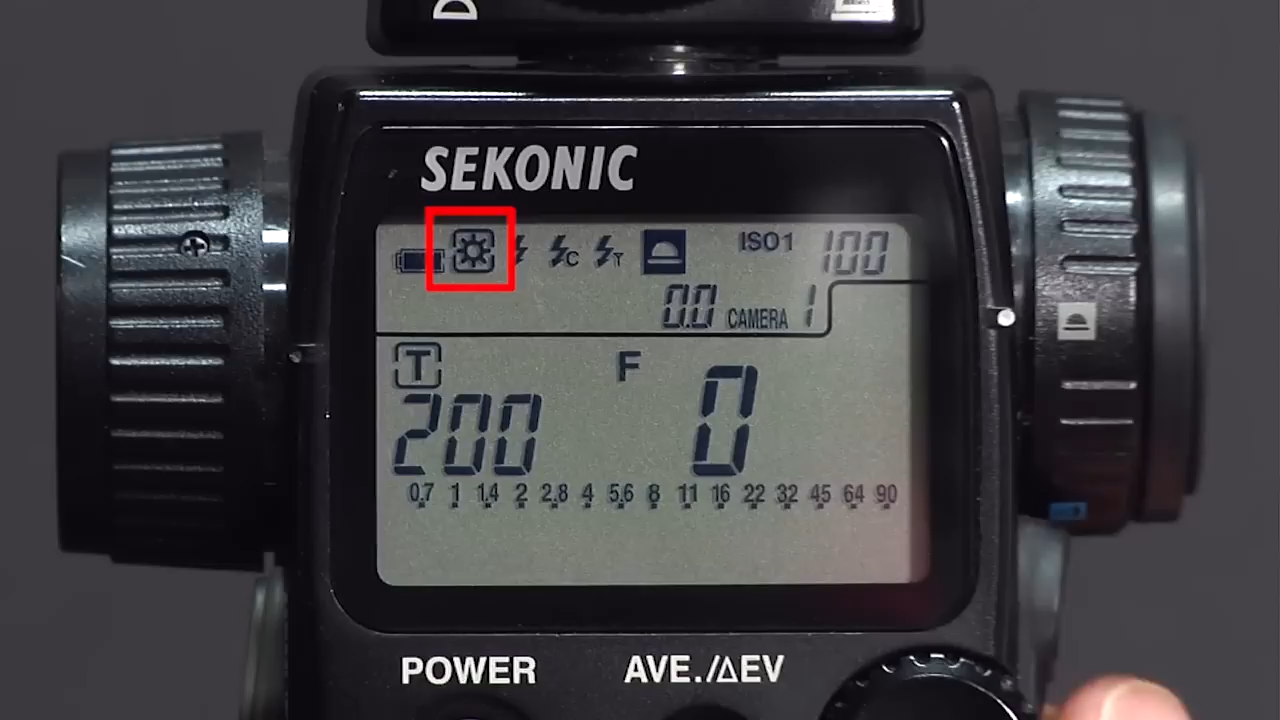 SEKONIC
C T ISO1 100
0.0 CAMERA 1
T F
200 0
0.7 1 1.4 2 2.8 4 5.6 8 11 16 22 32 45 64 90
POWER AVE./ΔEV